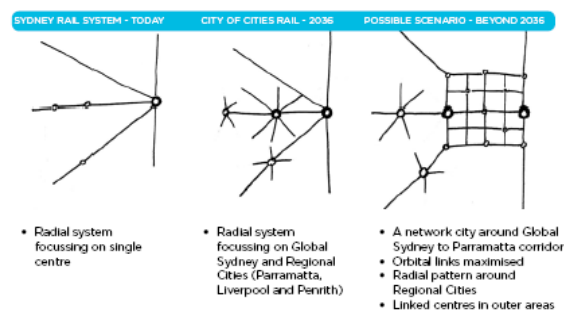 SYDNEY RAIL SYSTEM - TODAY
CITY OF CITIES RAIL - 2036
POSSIBLE SCENARIO - BEYOND 2036
• Radial system
focussing on single
centre
• Radial system
focussing on Global
Sydney and Regional
Cities (Parramatta,
Liverpool and Penrith)
• A network city around Global
Sydney to Parramatta corridor
• Orbital links maximised
• Radial pattern around
Regional Cities
• Linked centres in outer areas